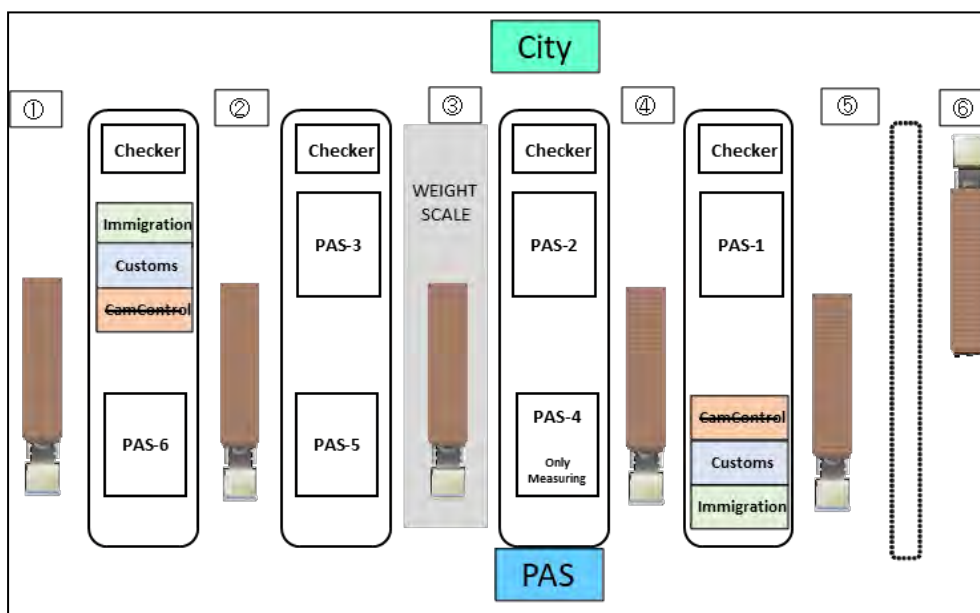 City
① ② ③ ④ ⑤ ⑥
Checker Checker Checker Checker
WEIGHT
SCALE
Immigration
Customs
CamControl
PAS-3 PAS-2 PAS-1
PAS-6 PAS-5
PAS-4
Only
Measuring
CamControl
Customs
Immigration
PAS